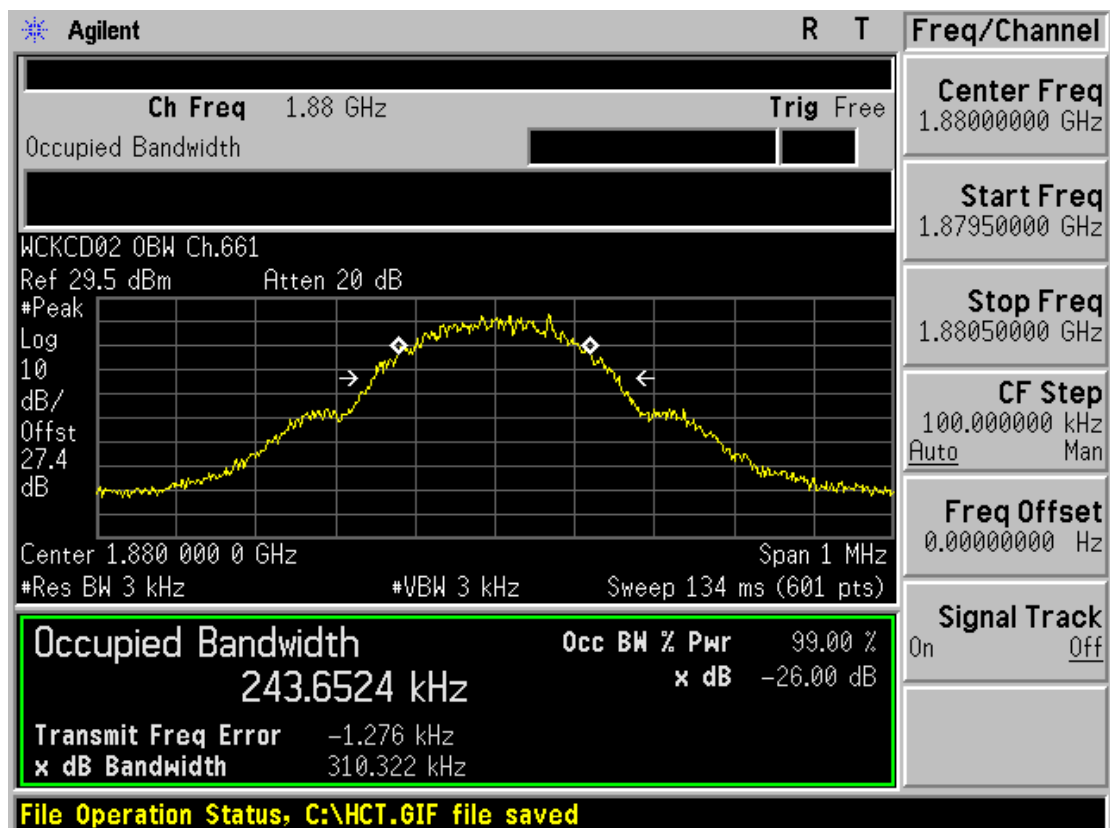 Agilent R T
Ch Freq 1.88 GHz Trig Free
Occupied Bandwidth
WCKCD02 OBW Ch.661
Ref 29.5 dBm Atten 20 dB
#Peak
Log
10
dB/
Offst
27.4
dB
Center 1.880 000 0 GHz Span 1 MHz
#Res BW 3 kHz #VBW 3 kHz Sweep 134 ms (601 pts)
Occupied Bandwidth
243.6524 kHz
Occ BW % Pwr 99.00 %
x dB -26.00 dB
Transmit Freq Error -1.276 kHz
x dB Bandwidth 310.322 kHz
File Operation Status, C:\HCT.GIF file saved
Freq/Channel
Center Freq
1.88000000 GHz
Start Freq
1.87950000 GHz
Stop Freq
1.88050000 GHz
CF Step
100.000000 kHz
Auto Man
Freq Offset
0.00000000 Hz
Signal Track
On Off